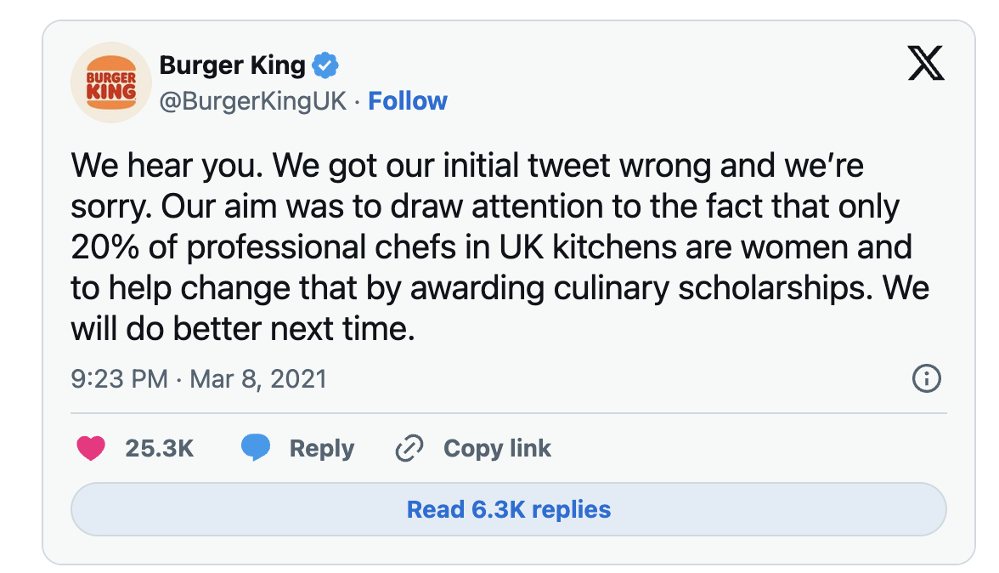 BURGER
KING
Burger King
@BurgerKingUK · Follow
We hear you. We got our initial tweet wrong and we’re
sorry. Our aim was to draw attention to the fact that only
20% of professional chefs in UK kitchens are women and
to help change that by awarding culinary scholarships. We
will do better next time.
9:23 PM · Mar 8, 2021
25.3K Reply Copy link
Read 6.3K replies